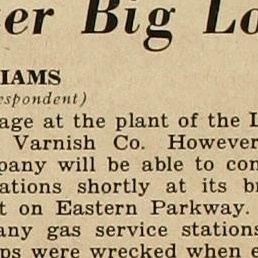 er Big Lo
IAMS
espondent)
age at the plant of the L
Varnish Co. However
pany will be able to con
ations shortly at its br
t on Eastern Parkway.
any gas service stations
ps were wrecked when e